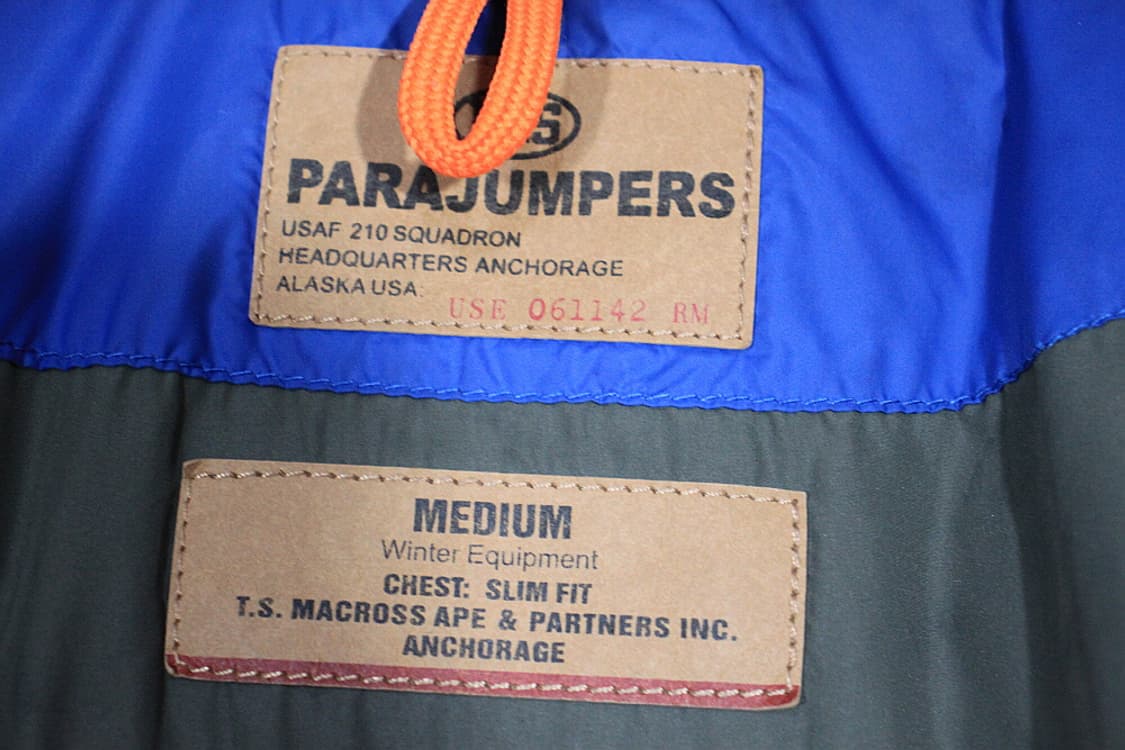 PARAJUMPERS
USAF 210 SQUADRON
HEADQUARTERS ANCHORAGE
ALASKA USA.
USE 061142 RM
MEDIUM
Winter Equipment
CHEST: SLIM FIT
T.S. MACROSS APE & PARTNERS INC.
ANCHORAGE